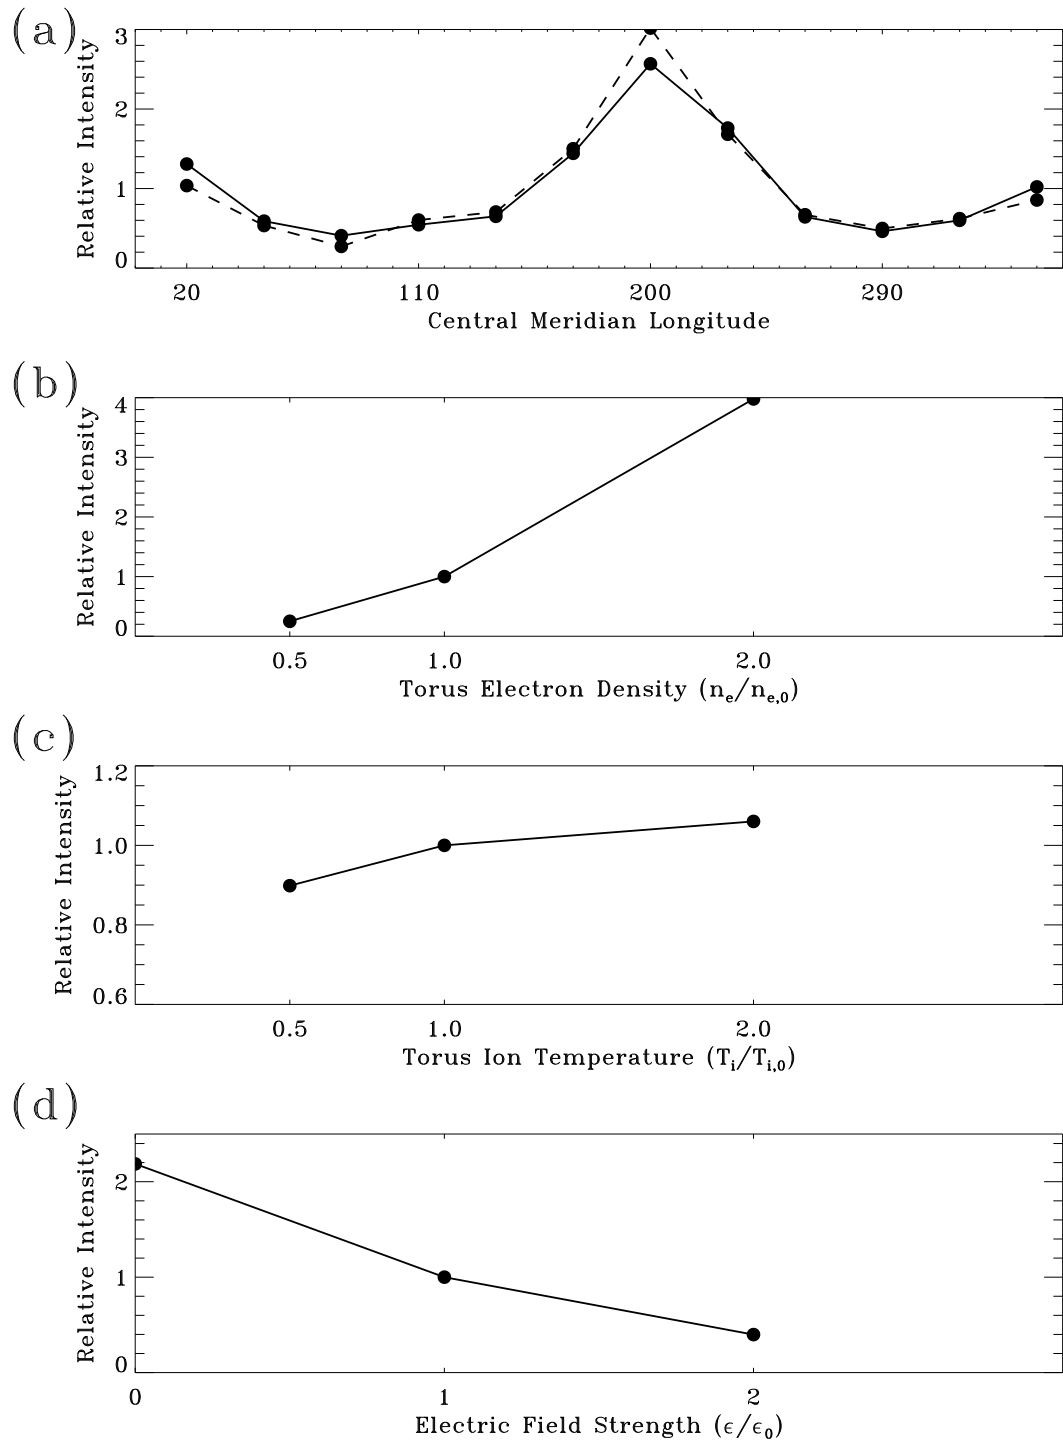 (a)
Relative Intensity
3
2
1
0
20 110 200 290
Central Meridian Longitude
(b)
Relative Intensity
4
3
2
1
0
0.5 1.0 2.0
Torus Electron Density (nₑ/nₑ,₀)
(c)
Relative Intensity
1.2
1.0
0.8
0.6
0.5 1.0 2.0
Torus Ion Temperature (Tᵢ/Tᵢ,₀)
(d)
Relative Intensity
2
1
0
0 1 2
Electric Field Strength (ϵ/ϵ₀)